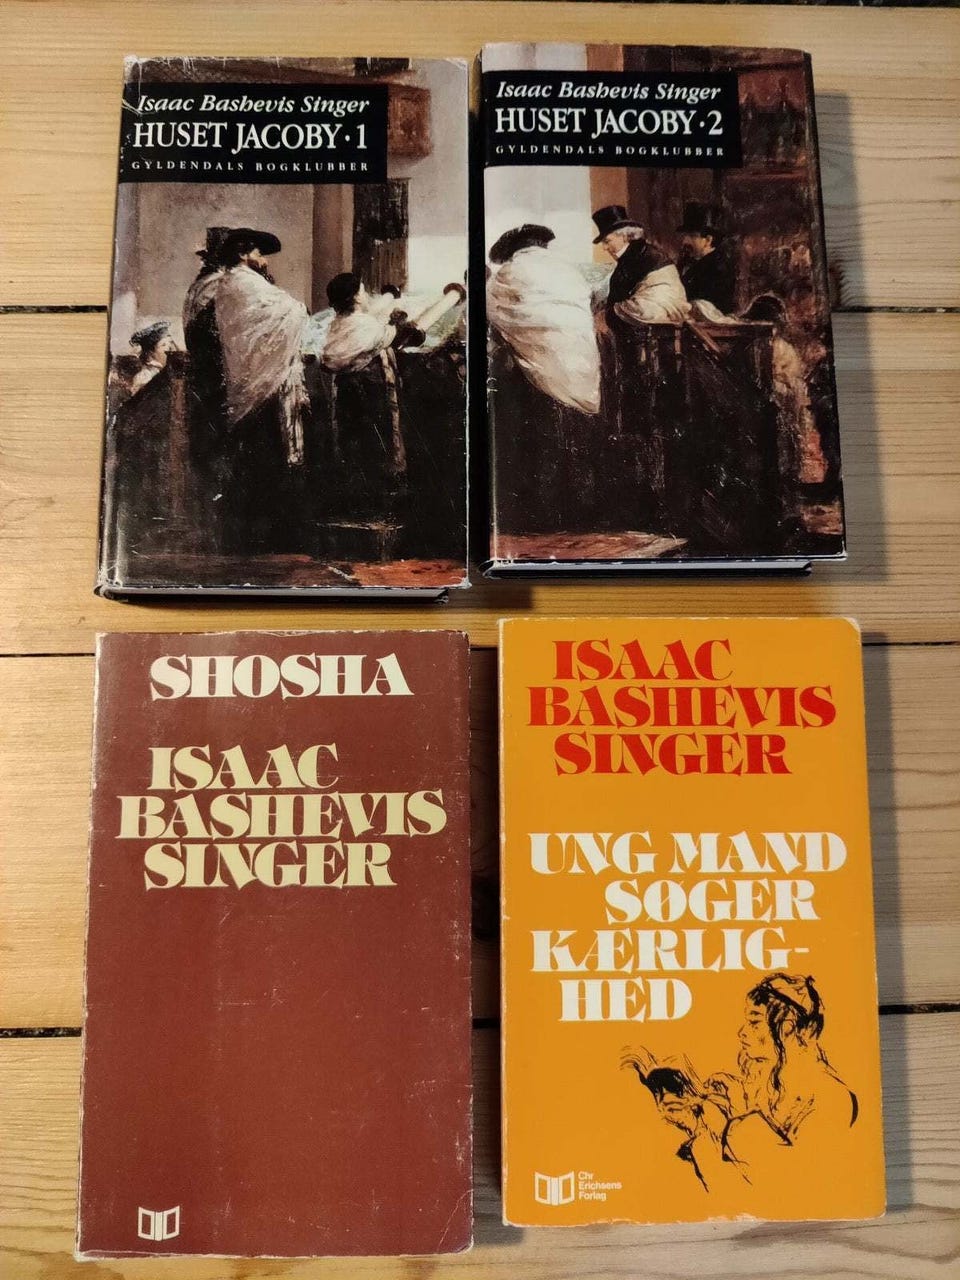 Isaac Bashevis Singer
HUSET JACOBY · 1
GYLDENDALS BOGKLUBBER
Isaac Bashevis Singer
HUSET JACOBY · 2
GYLDENDALS BOGKLUBBER
SHOSHA
ISAAC
BASHEVIS
SINGER
ISAAC
BASHEVIS
SINGER
UNG MAND
SØGER
KÆRLIG-
HED
Chr
Erichsens
Forlag